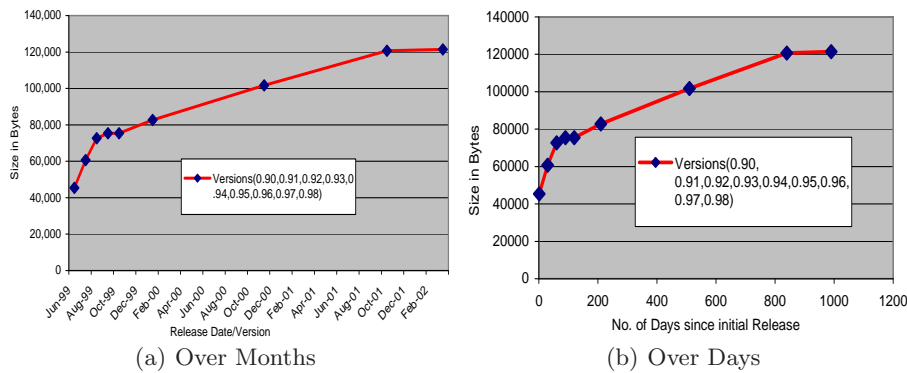 140,000
120,000
100,000
80,000
60,000
40,000
20,000
0
Size in Bytes
Versions(0.90,0.91,0.92,0.93,0
.94,0.95,0.96,0.97,0.98)
Jun-99
Aug-99
Oct-99
Dec-99
Feb-00
Apr-00
Jun-00
Aug-00
Oct-00
Dec-00
Feb-01
Apr-01
Jun-01
Aug-01
Oct-01
Dec-01
Feb-02
Release Date/Version
(a) Over Months
140000
120000
100000
80000
60000
40000
20000
0
Size in Bytes
Versions(0.90,
0.91,0.92,0.93,0.94,0.95,0.96,
0.97,0.98)
0 200 400 600 800 1000 1200
No. of Days since initial Release
(b) Over Days